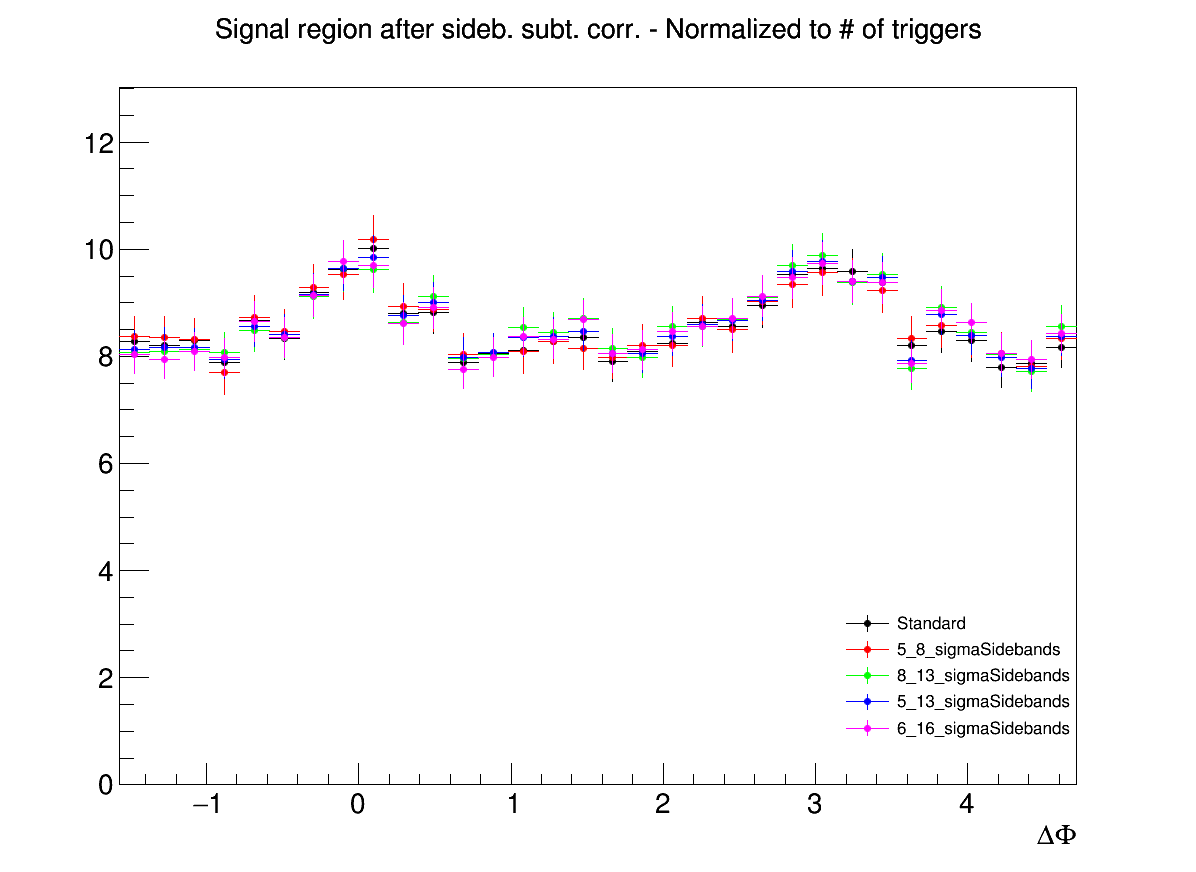 Signal region after sideb. subt. corr. - Normalized to # of triggers
12
10
8
6
4
2
0
−1 0 1 2 3 4
ΔΦ
Standard
5_8_sigmaSidebands
8_13_sigmaSidebands
5_13_sigmaSidebands
6_16_sigmaSidebands